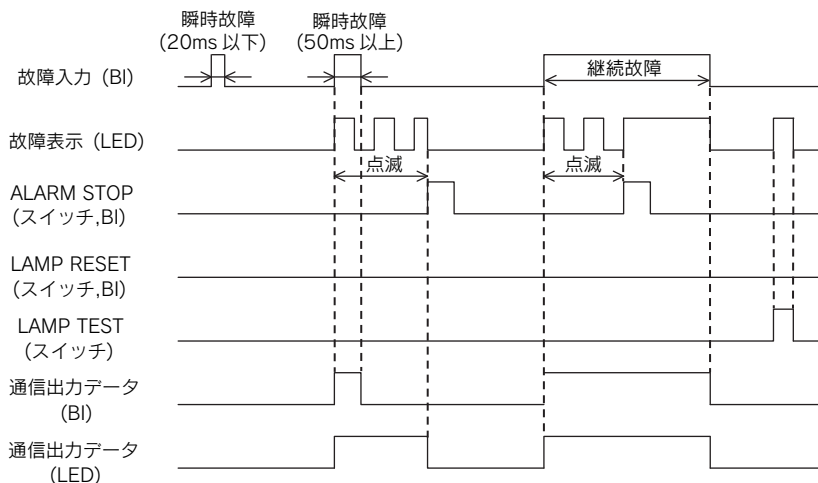 瞬時故障
(20ms 以下)
瞬時故障
(50ms 以上)
故障入力 (BI)
継続故障
故障表示 (LED)
点滅
点滅
ALARM STOP
(スイッチ,BI)
LAMP RESET
(スイッチ,BI)
LAMP TEST
(スイッチ)
通信出力データ
(BI)
通信出力データ
(LED)